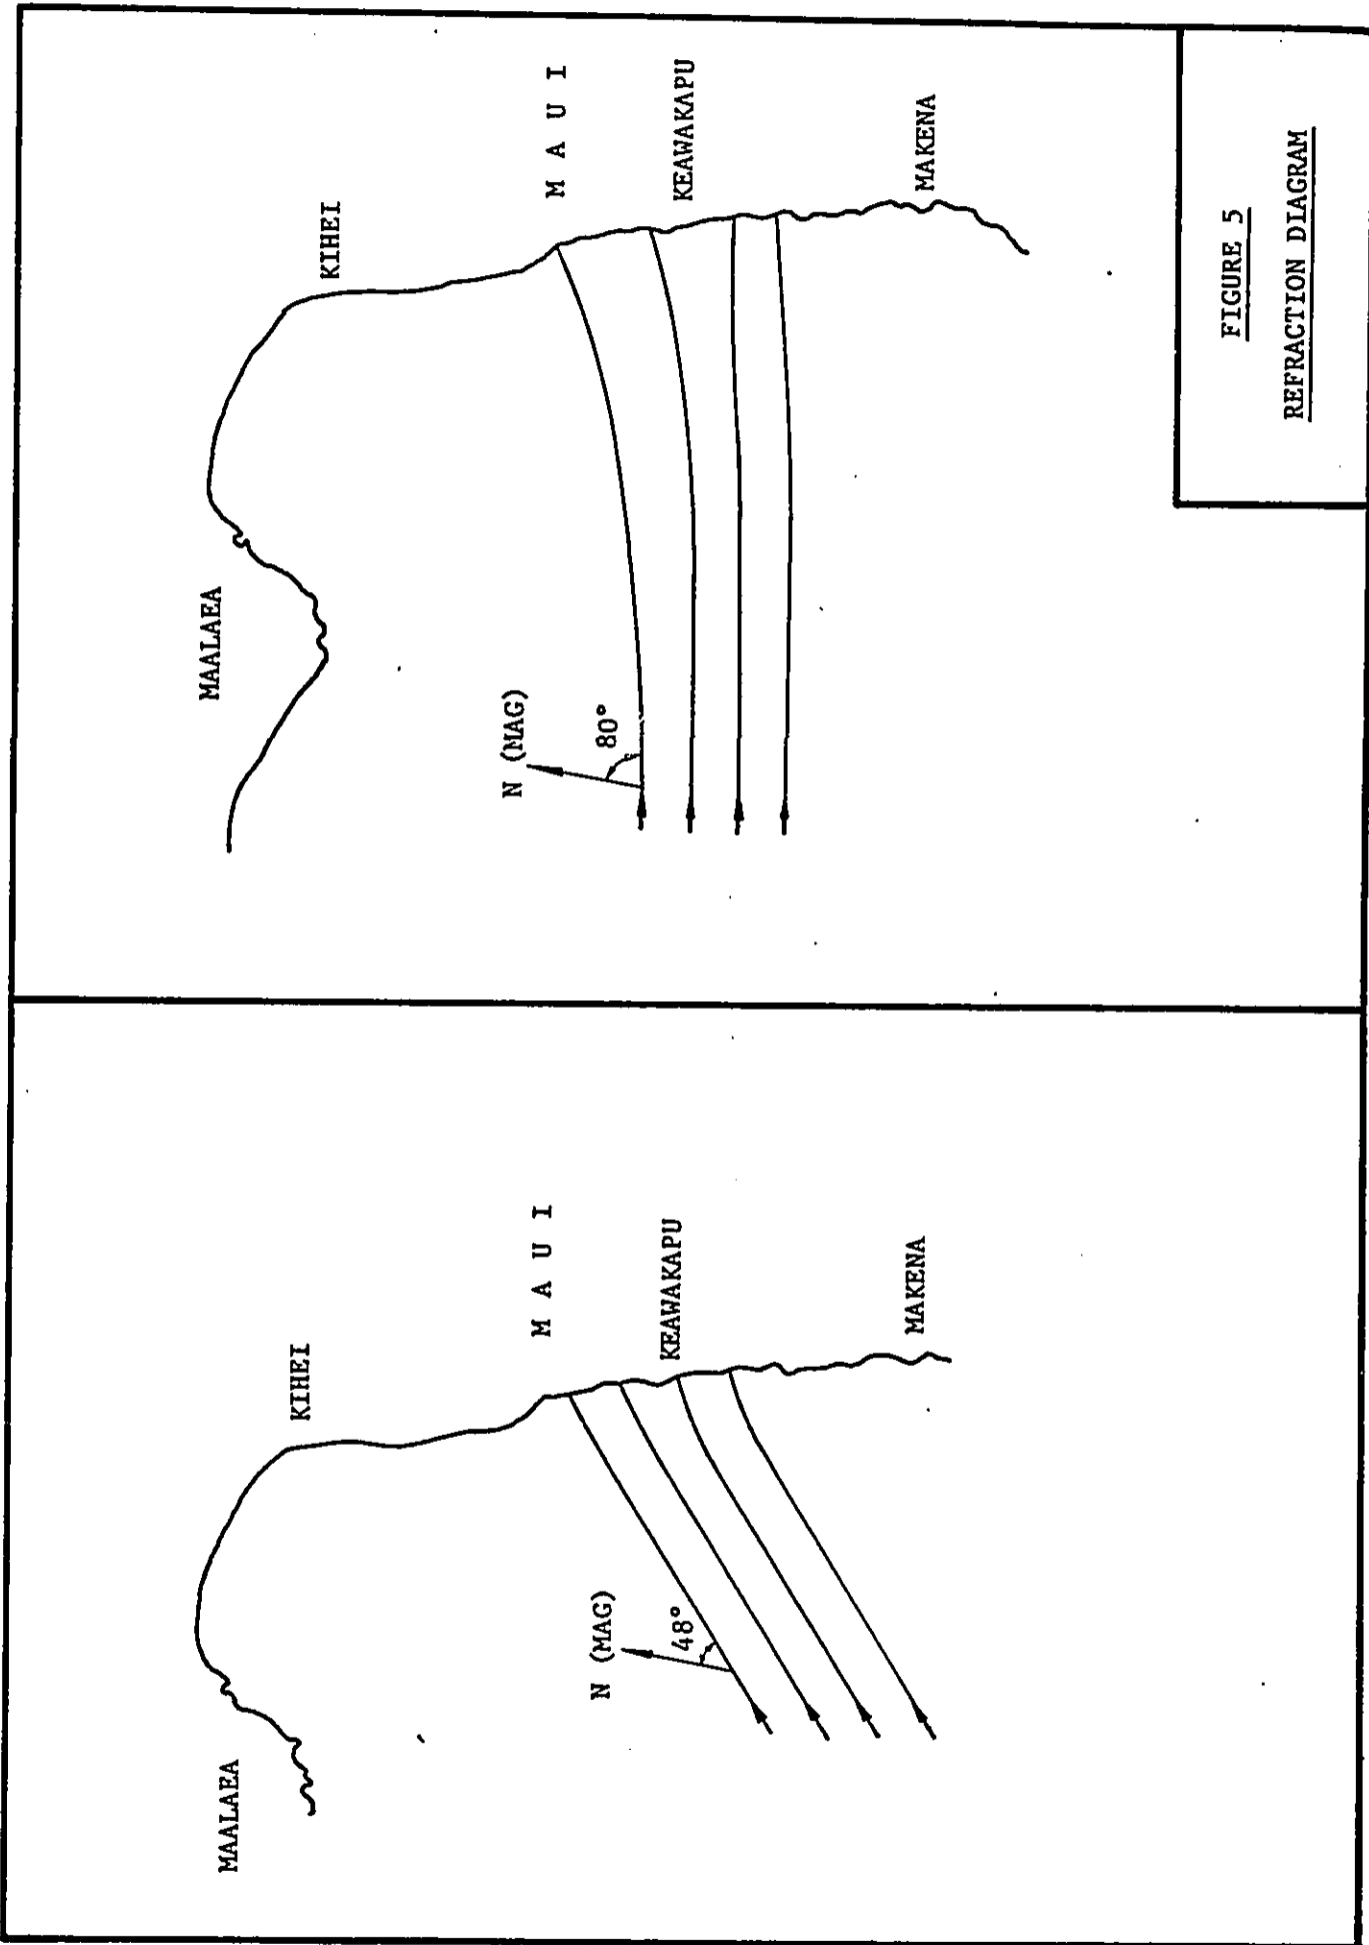 MAALAEA
KIHEI
M A U I
KEAWAKAPU
MAKENA
N (MAG)
48°
MAALAEA
KIHEI
M A U I
KEAWAKAPU
MAKENA
N (MAG)
80°
FIGURE 5
REFRACTION DIAGRAM